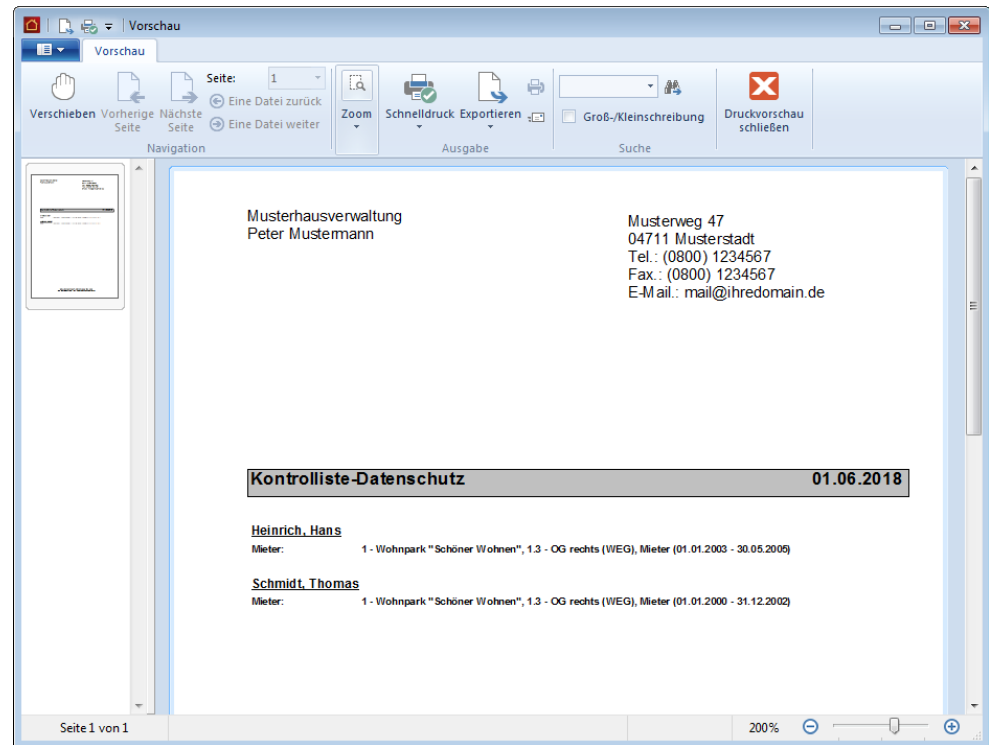 Vorschau
Vorschau
Verschieben
Vorherige Seite
Nächste Seite
Seite: 1
Eine Datei zurück
Eine Datei weiter
Navigation
Zoom
Schnelldruck
Exportieren
Ausgabe
Groß-/Kleinschreibung
Suche
Druckvorschau schließen
Musterhausverwaltung
Peter Mustermann
Musterweg 47
04711 Musterstadt
Tel.: (0800) 1234567
Fax.: (0800) 1234567
E-Mail.: mail@ihredomain.de
Kontrolliste-Datenschutz 01.06.2018
Heinrich, Hans
Mieter: 1 - Wohnpark "Schöner Wohnen", 1.3 - OG rechts (WEG), Mieter (01.01.2003 - 30.05.2005)
Schmidt, Thomas
Mieter: 1 - Wohnpark "Schöner Wohnen", 1.3 - OG rechts (WEG), Mieter (01.01.2000 - 31.12.2002)
Seite 1 von 1
200%